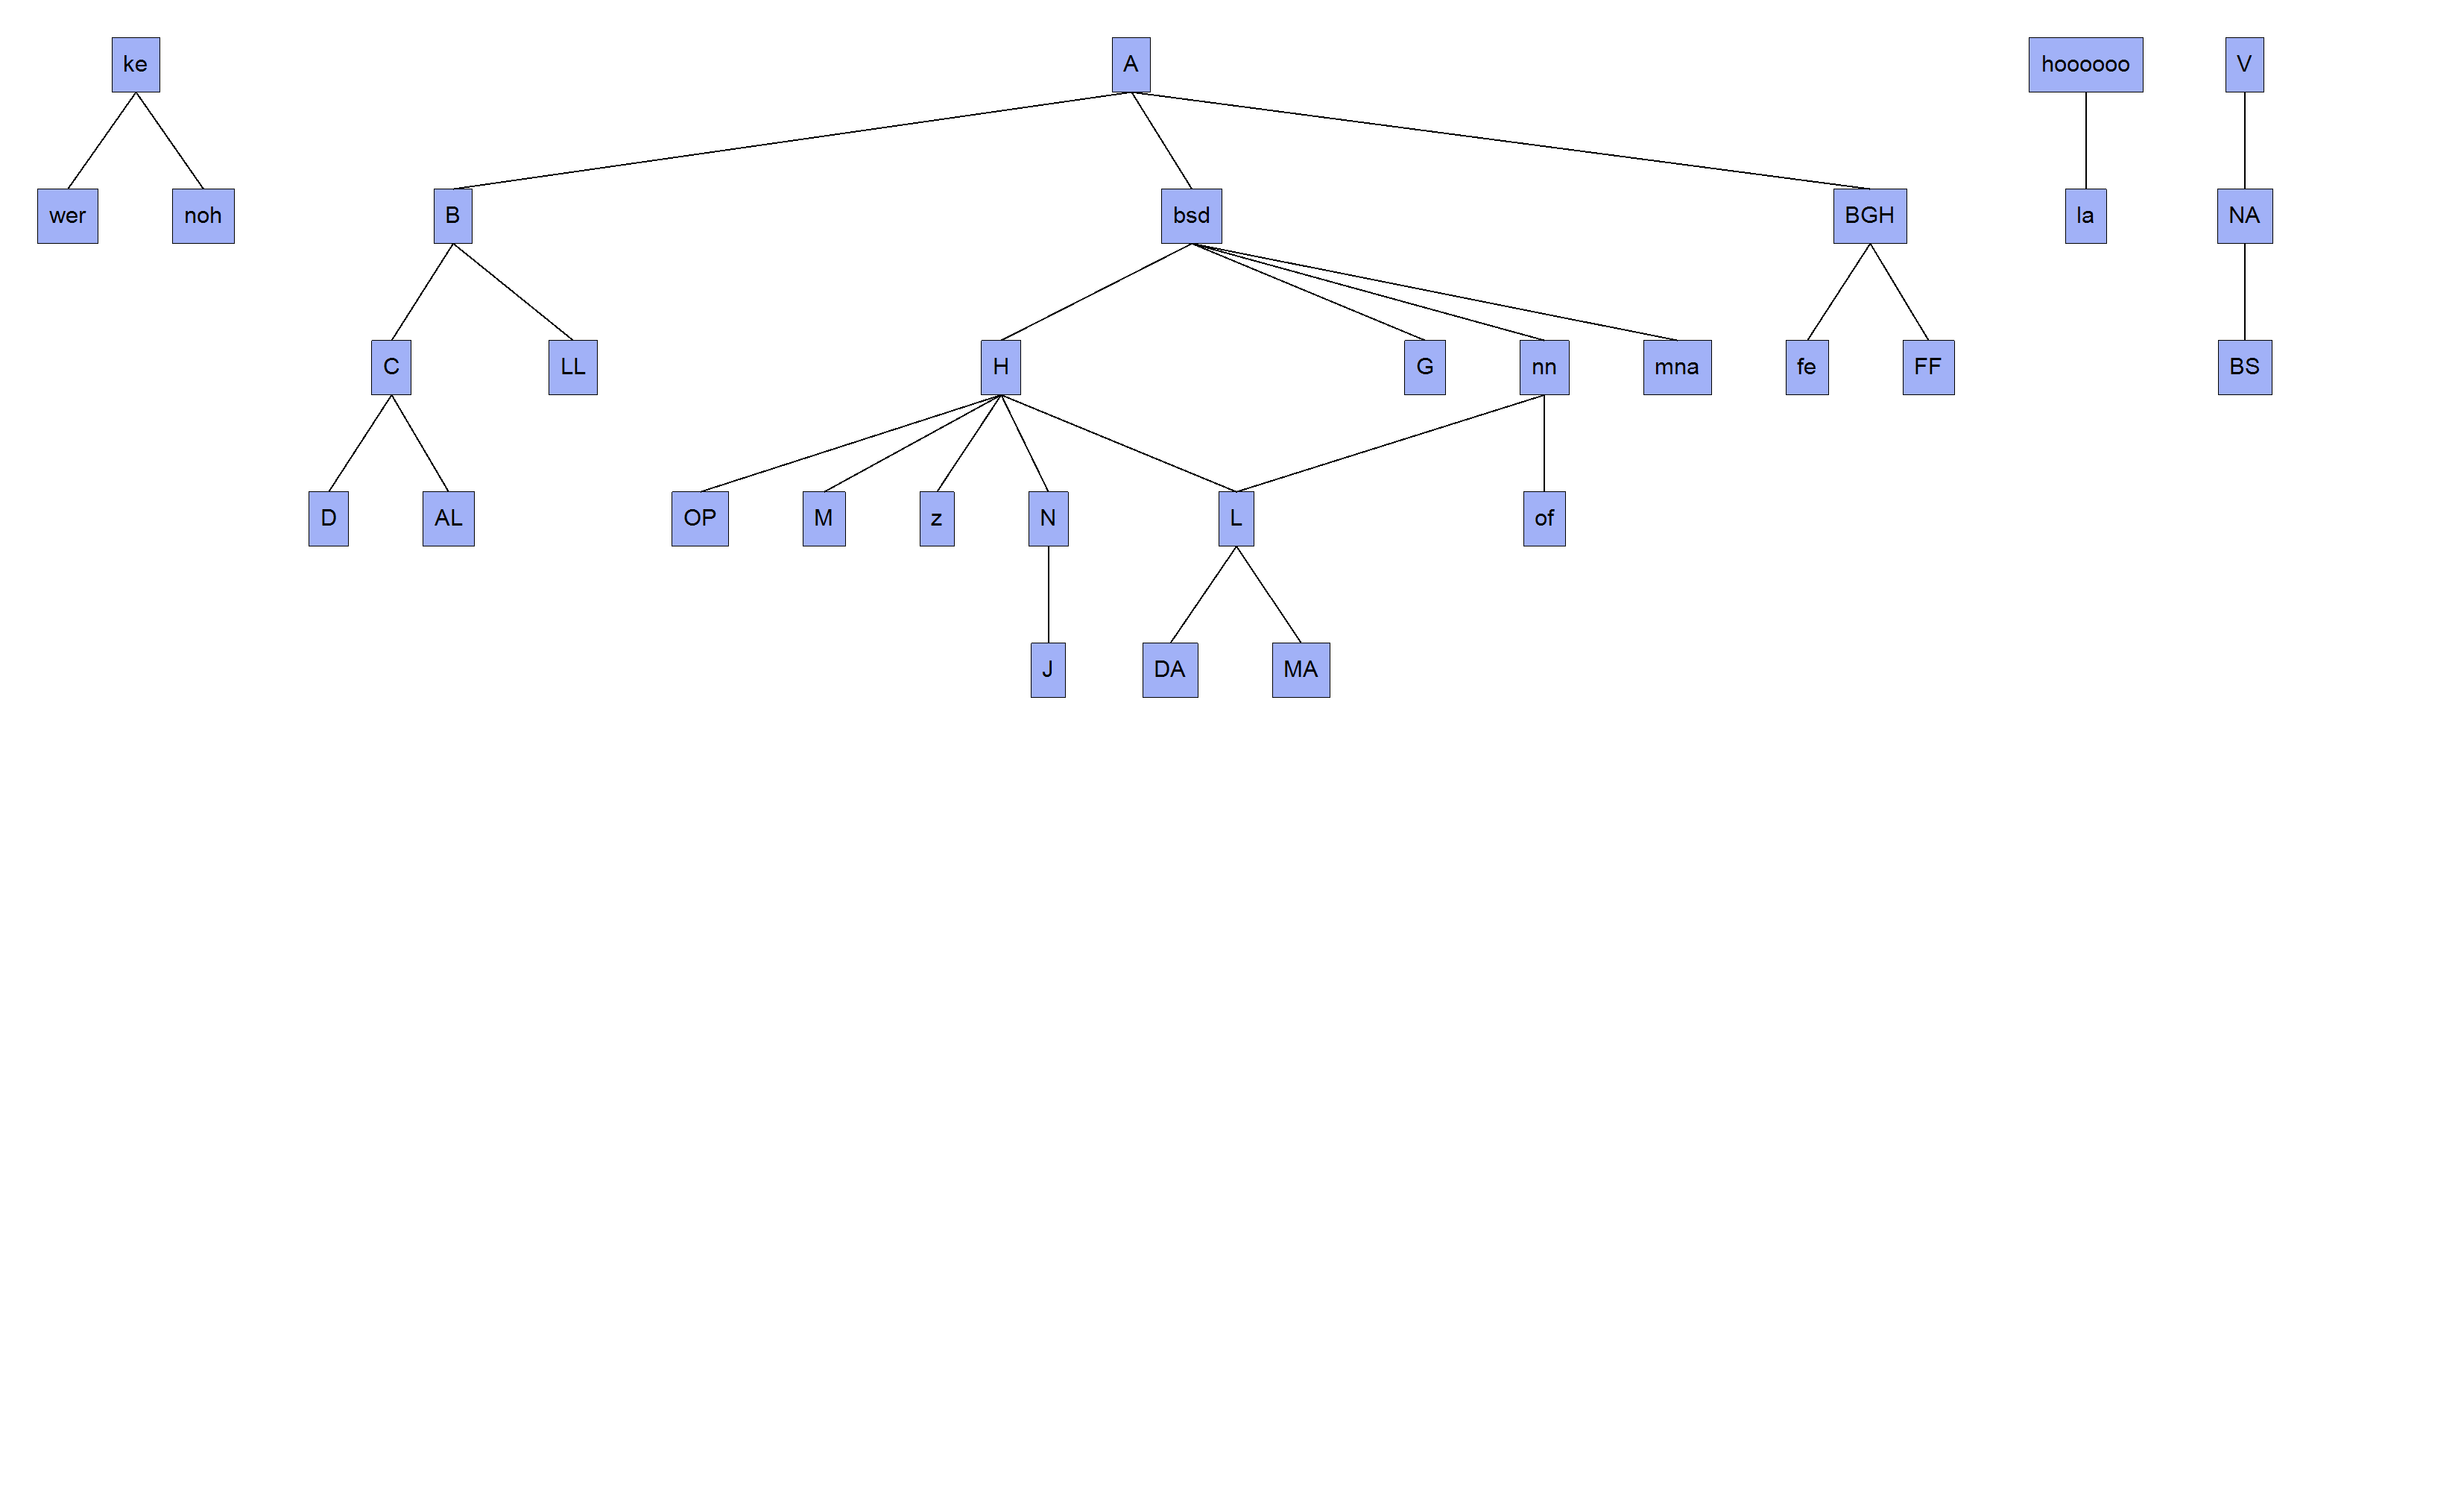 ke A hoooooo V
wer noh B bsd BGH la NA
C LL H G nn mna fe FF BS
D AL OP M z N L of
J DA MA